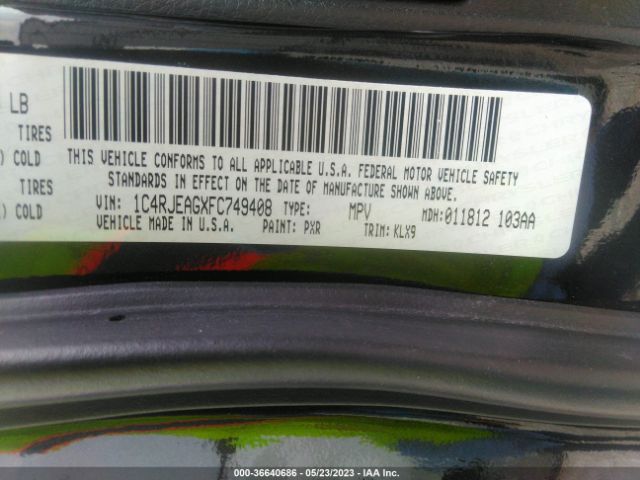 LB
TIRES
) COLD
TIRES
) COLD
THIS VEHICLE CONFORMS TO ALL APPLICABLE U.S.A. FEDERAL MOTOR VEHICLE SAFETY
STANDARDS IN EFFECT ON THE DATE OF MANUFACTURE SHOWN ABOVE.
VIN: 1C4RJEAGXFC749408 TYPE: MPV MDH:011812 103AA
VEHICLE MADE IN U.S.A. PAINT: PXR TRIM: KLX9
000-36640686 - 05/23/2023 - IAA Inc.